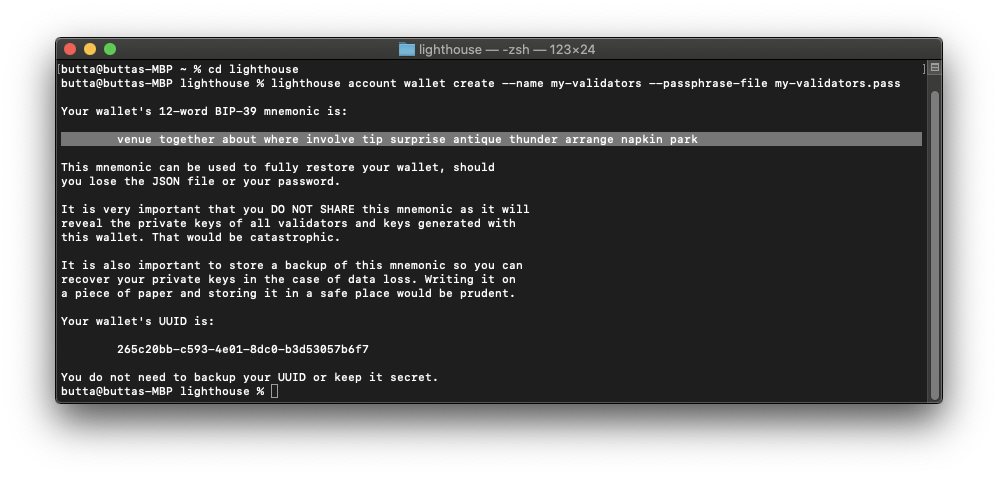 lighthouse — -zsh — 123×24
[butta@buttas-MBP ~ % cd lighthouse ]
butta@buttas-MBP lighthouse % lighthouse account wallet create --name my-validators --passphrase-file my-validators.pass
Your wallet's 12-word BIP-39 mnemonic is:
venue together about where involve tip surprise antique thunder arrange napkin park
This mnemonic can be used to fully restore your wallet, should
you lose the JSON file or your password.
It is very important that you DO NOT SHARE this mnemonic as it will
reveal the private keys of all validators and keys generated with
this wallet. That would be catastrophic.
It is also important to store a backup of this mnemonic so you can
recover your private keys in the case of data loss. Writing it on
a piece of paper and storing it in a safe place would be prudent.
Your wallet's UUID is:
265c20bb-c593-4e01-8dc0-b3d53057b6f7
You do not need to backup your UUID or keep it secret.
butta@buttas-MBP lighthouse %